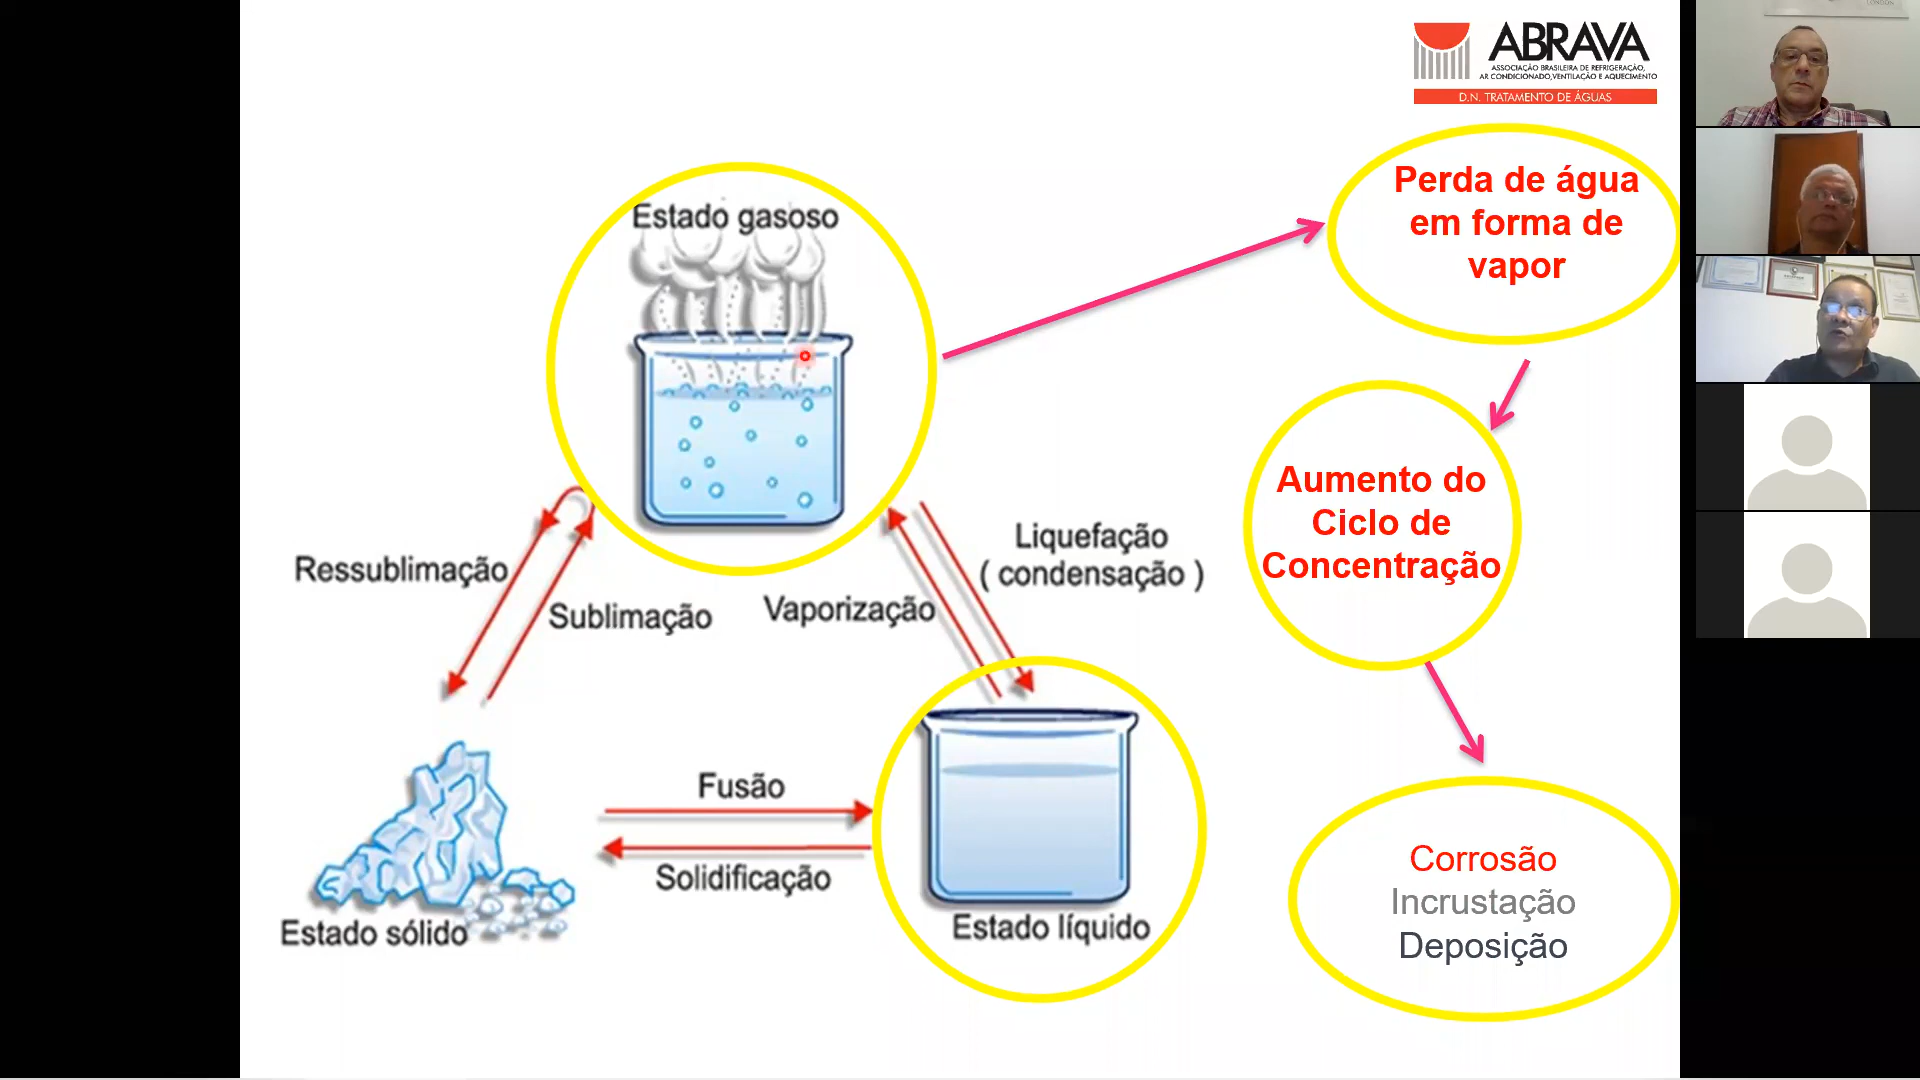 ABRAVA
ASSOCIAÇÃO BRASILEIRA DE REFRIGERAÇÃO,
AR CONDICIONADO,VENTILAÇÃO E AQUECIMENTO
D.N. TRATAMENTO DE ÁGUAS
Estado gasoso
Perda de água
em forma de
vapor
Aumento do
Ciclo de
Concentração
Liquefação
( condensação )
Ressublimação
Sublimação
Vaporização
Fusão
Solidificação
Estado sólido
Estado líquido
Corrosão
Incrustação
Deposição
LONDON